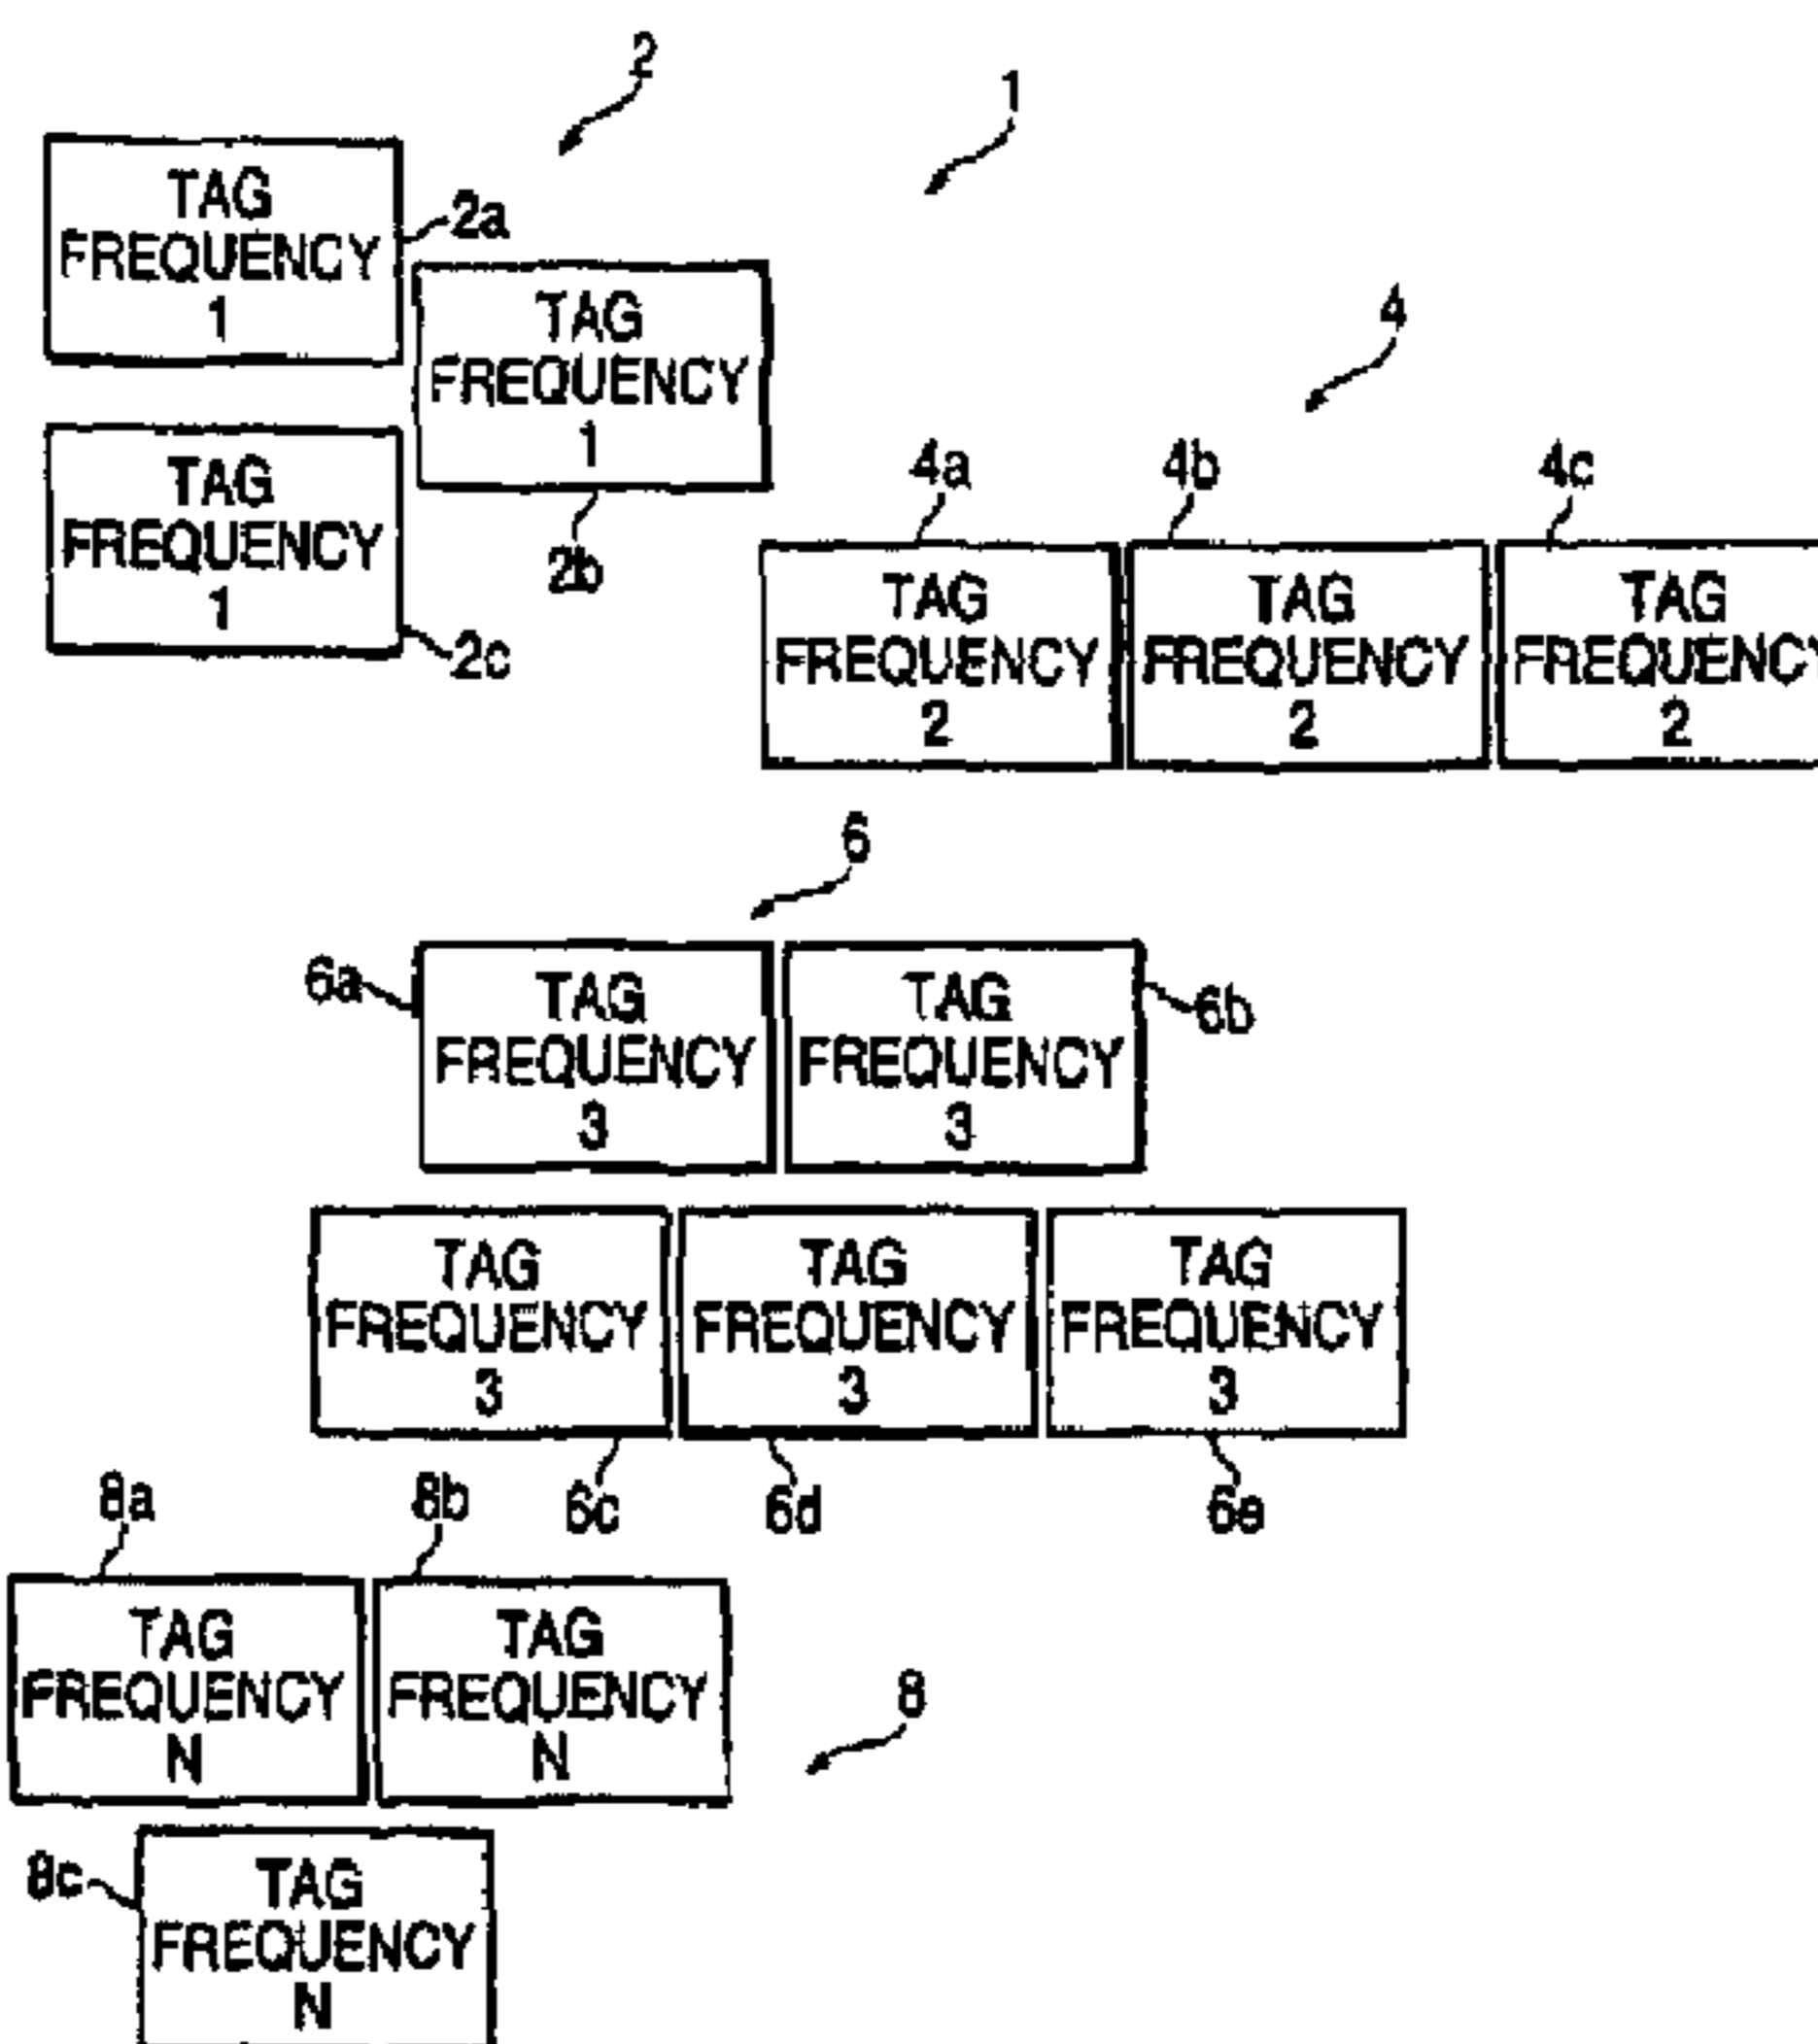 2
1
TAG
FREQUENCY
1
2a
TAG
FREQUENCY
1
2b
TAG
FREQUENCY
1
2c
4
4a
4b
4c
TAG
FREQUENCY
2
TAG
FREQUENCY
2
TAG
FREQUENCY
2
6
6a
TAG
FREQUENCY
3
TAG
FREQUENCY
3
6b
TAG
FREQUENCY
3
TAG
FREQUENCY
3
TAG
FREQUENCY
3
6c
6d
6e
8a
8b
TAG
FREQUENCY
N
TAG
FREQUENCY
N
8
8c
TAG
FREQUENCY
N